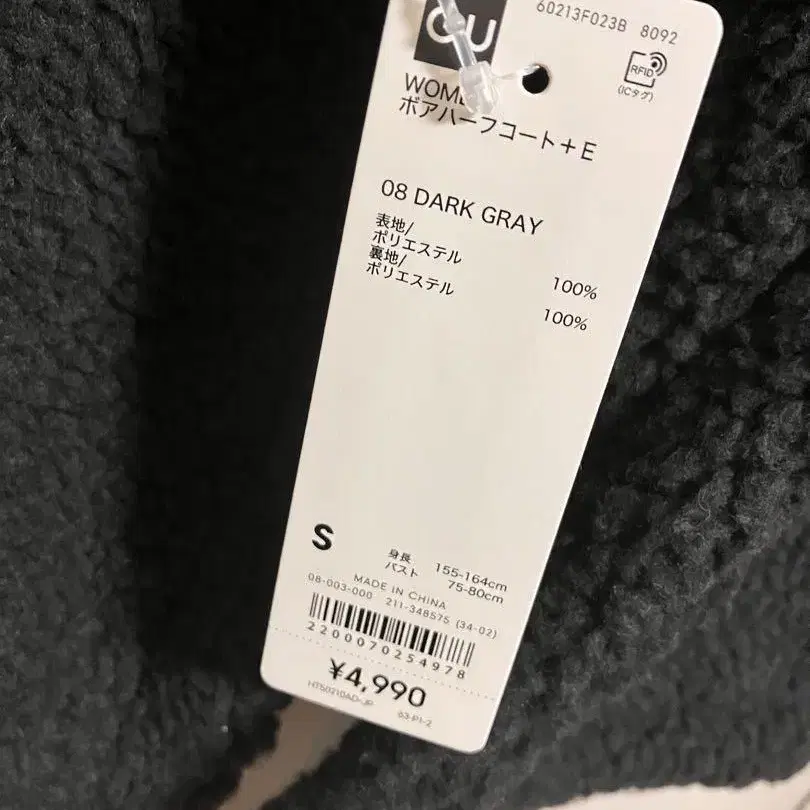 GU
60213F023B 8092
RFID
(ICタグ)
WOME
ボアハーフコート+E
08 DARK GRAY
表地/
ポリエステル 100%
裏地/
ポリエステル 100%
S
身長 155-164cm
バスト 75-80cm
MADE IN CHINA
08-003-000 211-348575 (34-02)
2200070254978
¥4,990
HT50210AD-JP 63-P1-2